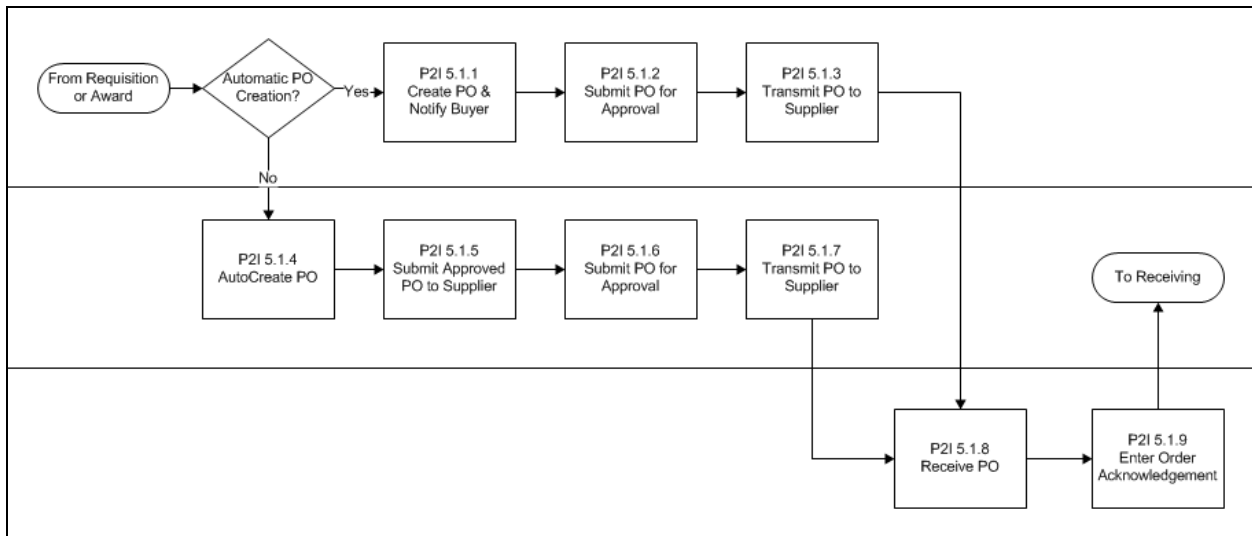 From Requisition
or Award
Automatic PO
Creation?
Yes
P2I 5.1.1
Create PO &
Notify Buyer
P2I 5.1.2
Submit PO for
Approval
P2I 5.1.3
Transmit PO to
Supplier
No
P2I 5.1.4
AutoCreate PO
P2I 5.1.5
Submit Approved
PO to Supplier
P2I 5.1.6
Submit PO for
Approval
P2I 5.1.7
Transmit PO to
Supplier
To Receiving
P2I 5.1.8
Receive PO
P2I 5.1.9
Enter Order
Acknowledgement